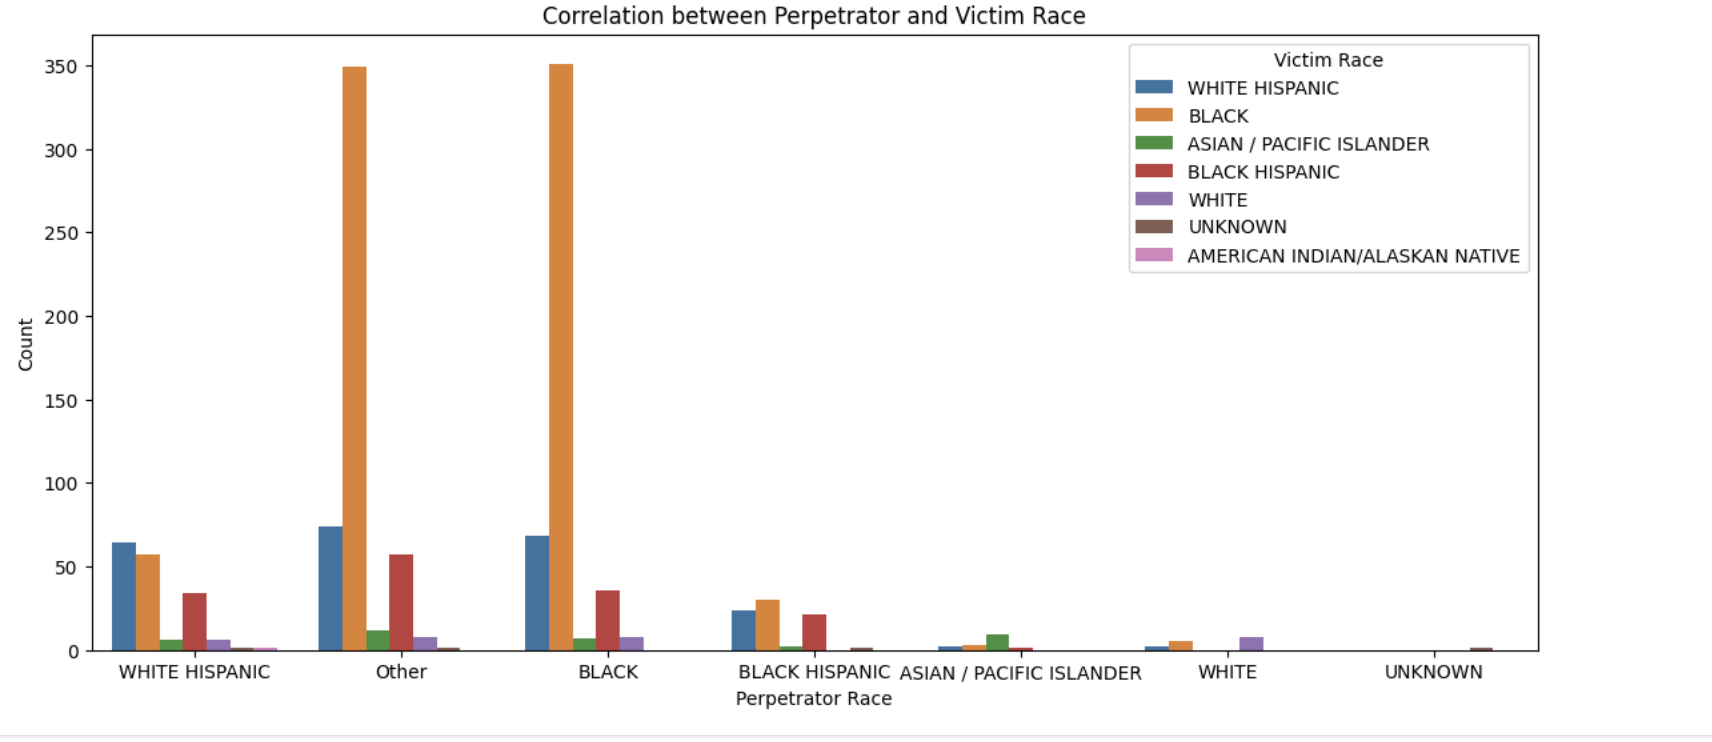 Correlation between Perpetrator and Victim Race
Count
350
300
250
200
150
100
50
0
Victim Race
WHITE HISPANIC
BLACK
ASIAN / PACIFIC ISLANDER
BLACK HISPANIC
WHITE
UNKNOWN
AMERICAN INDIAN/ALASKAN NATIVE
WHITE HISPANIC Other BLACK BLACK HISPANIC ASIAN / PACIFIC ISLANDER WHITE UNKNOWN
Perpetrator Race